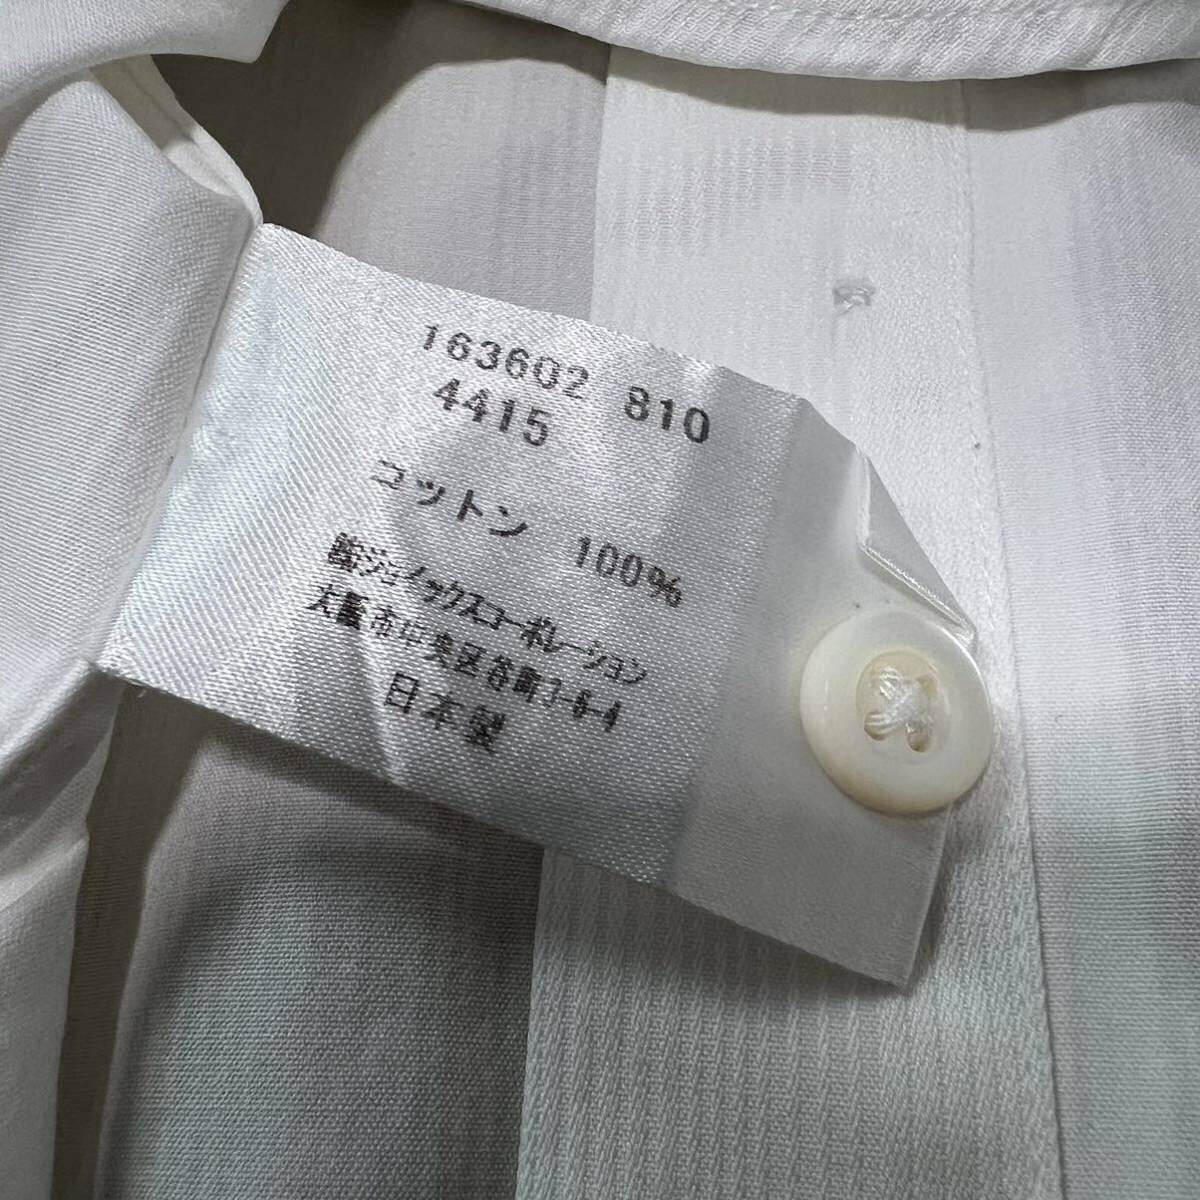 163602 810
4415
コットン 100%
㈱ジョイックスコーポレーション
大阪市中央区谷町3-6-4
日本製